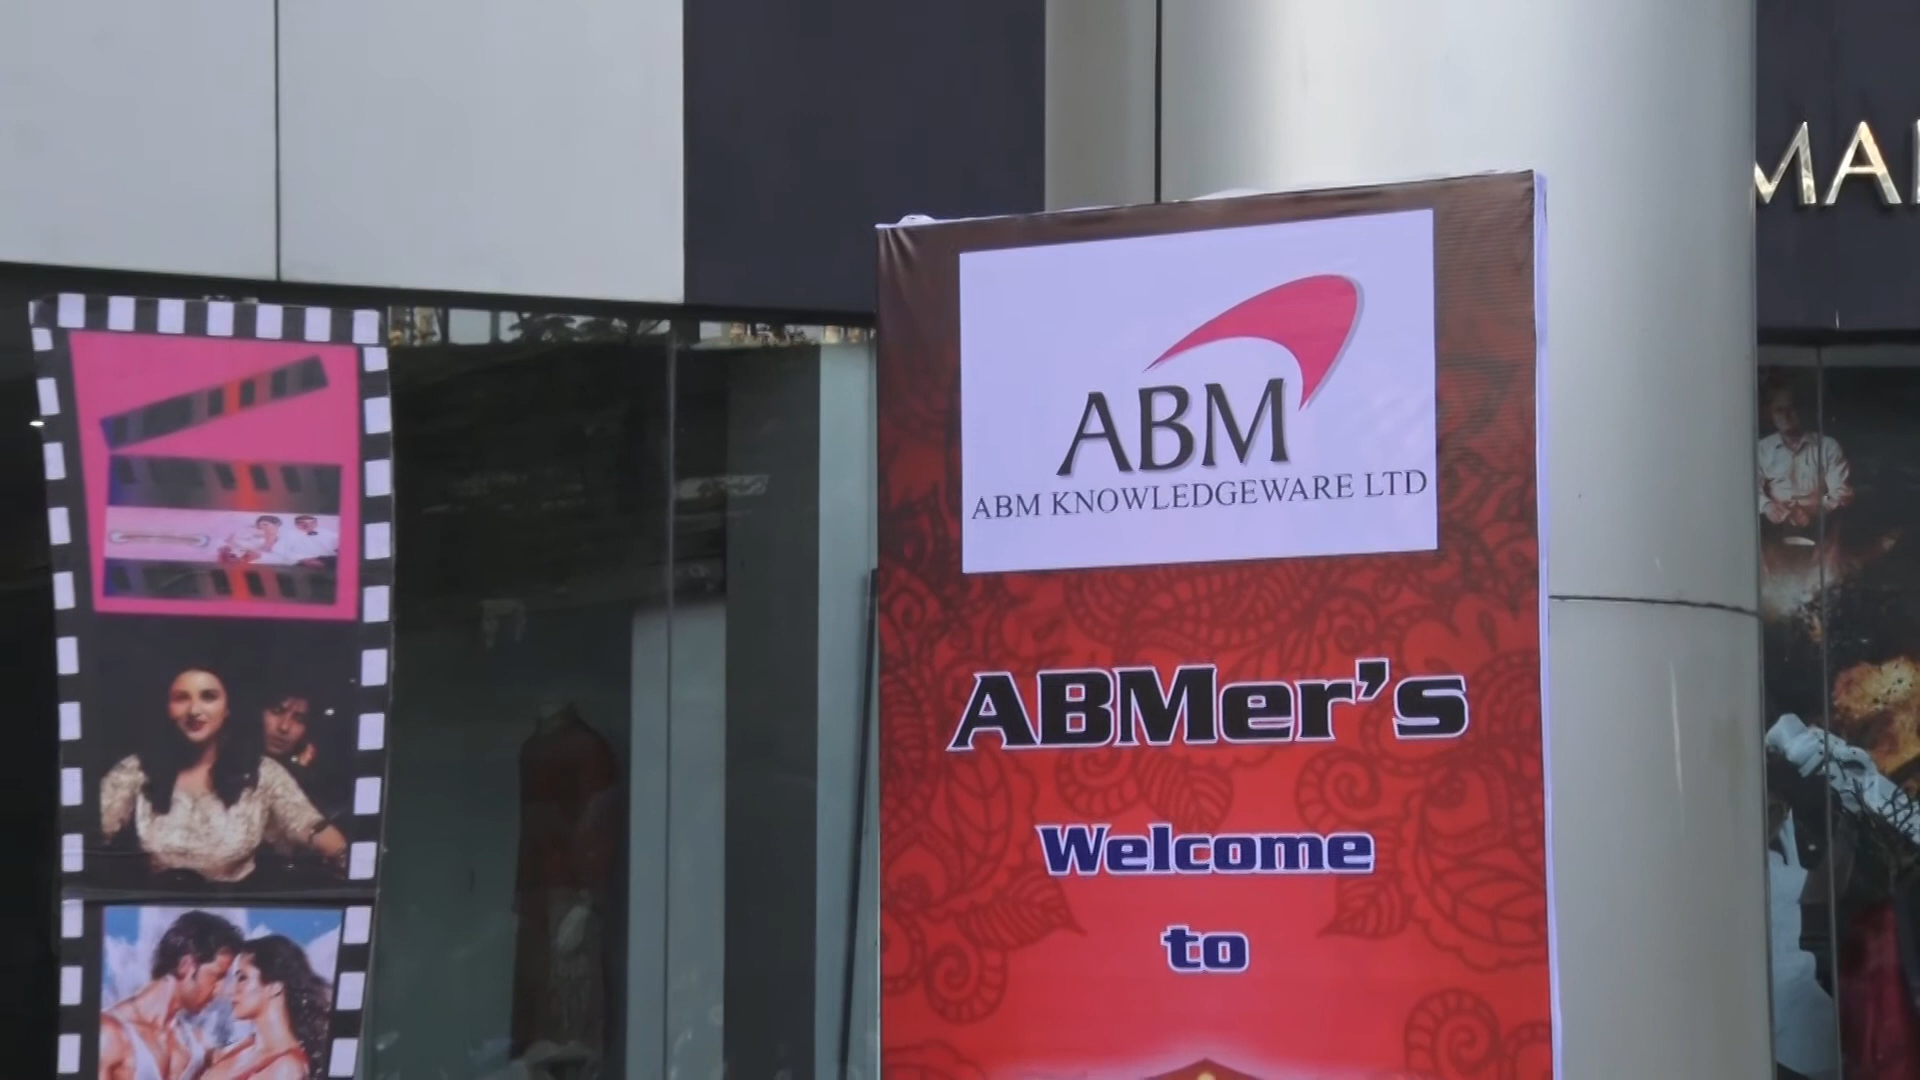 ABM
ABM KNOWLEDGEWARE LTD
ABMer's
Welcome
to